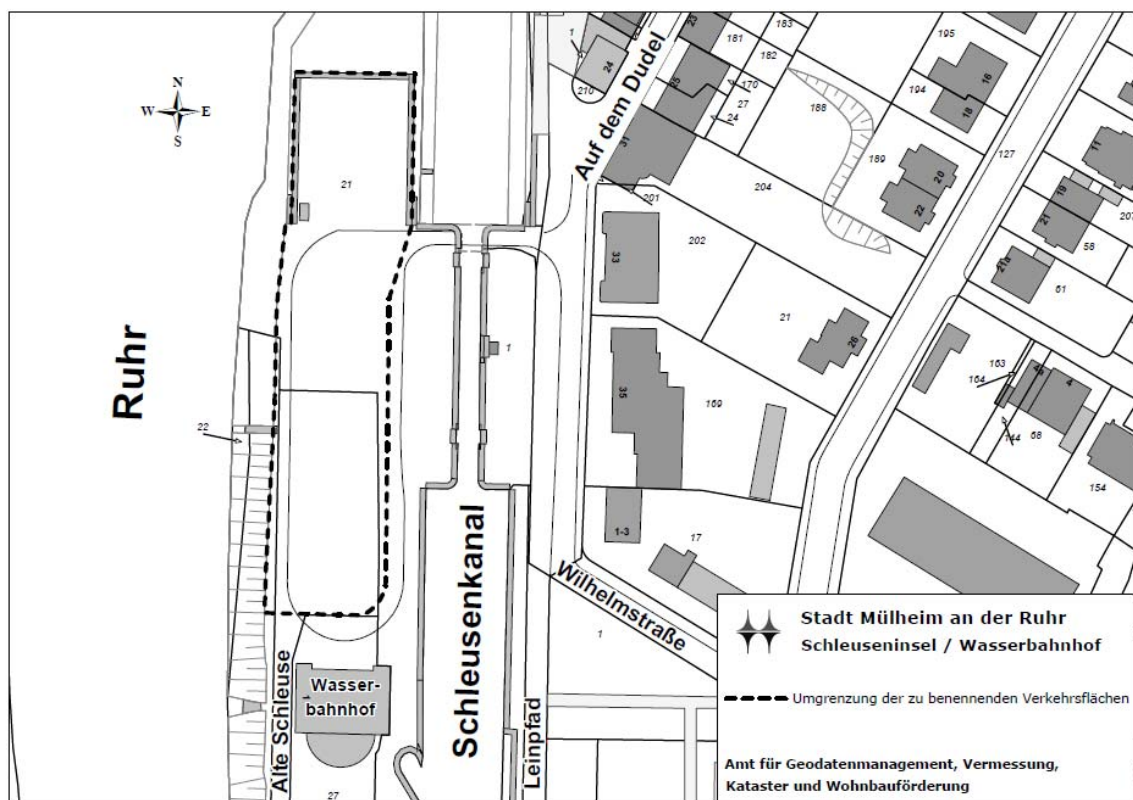 N
W E
S
Ruhr
Schleusenkanal
Alte Schleuse
Wasser-
bahnhof
1
Leinpfad
Auf dem Dudel
Wilhelmstraße
21
22
27
1
1
24
210
23
25
31
181
182
183
170
27
24
201
202
204
188
189
194
195
16
18
20
22
127
11
19
21
21a
58
61
207
33
35
21
26
169
1-3
17
1
163
164
144
4a
4
68
154
Stadt Mülheim an der Ruhr
Schleuseninsel / Wasserbahnhof
Umgrenzung der zu benennenden Verkehrsflächen
Amt für Geodatenmanagement, Vermessung,
Kataster und Wohnbauförderung